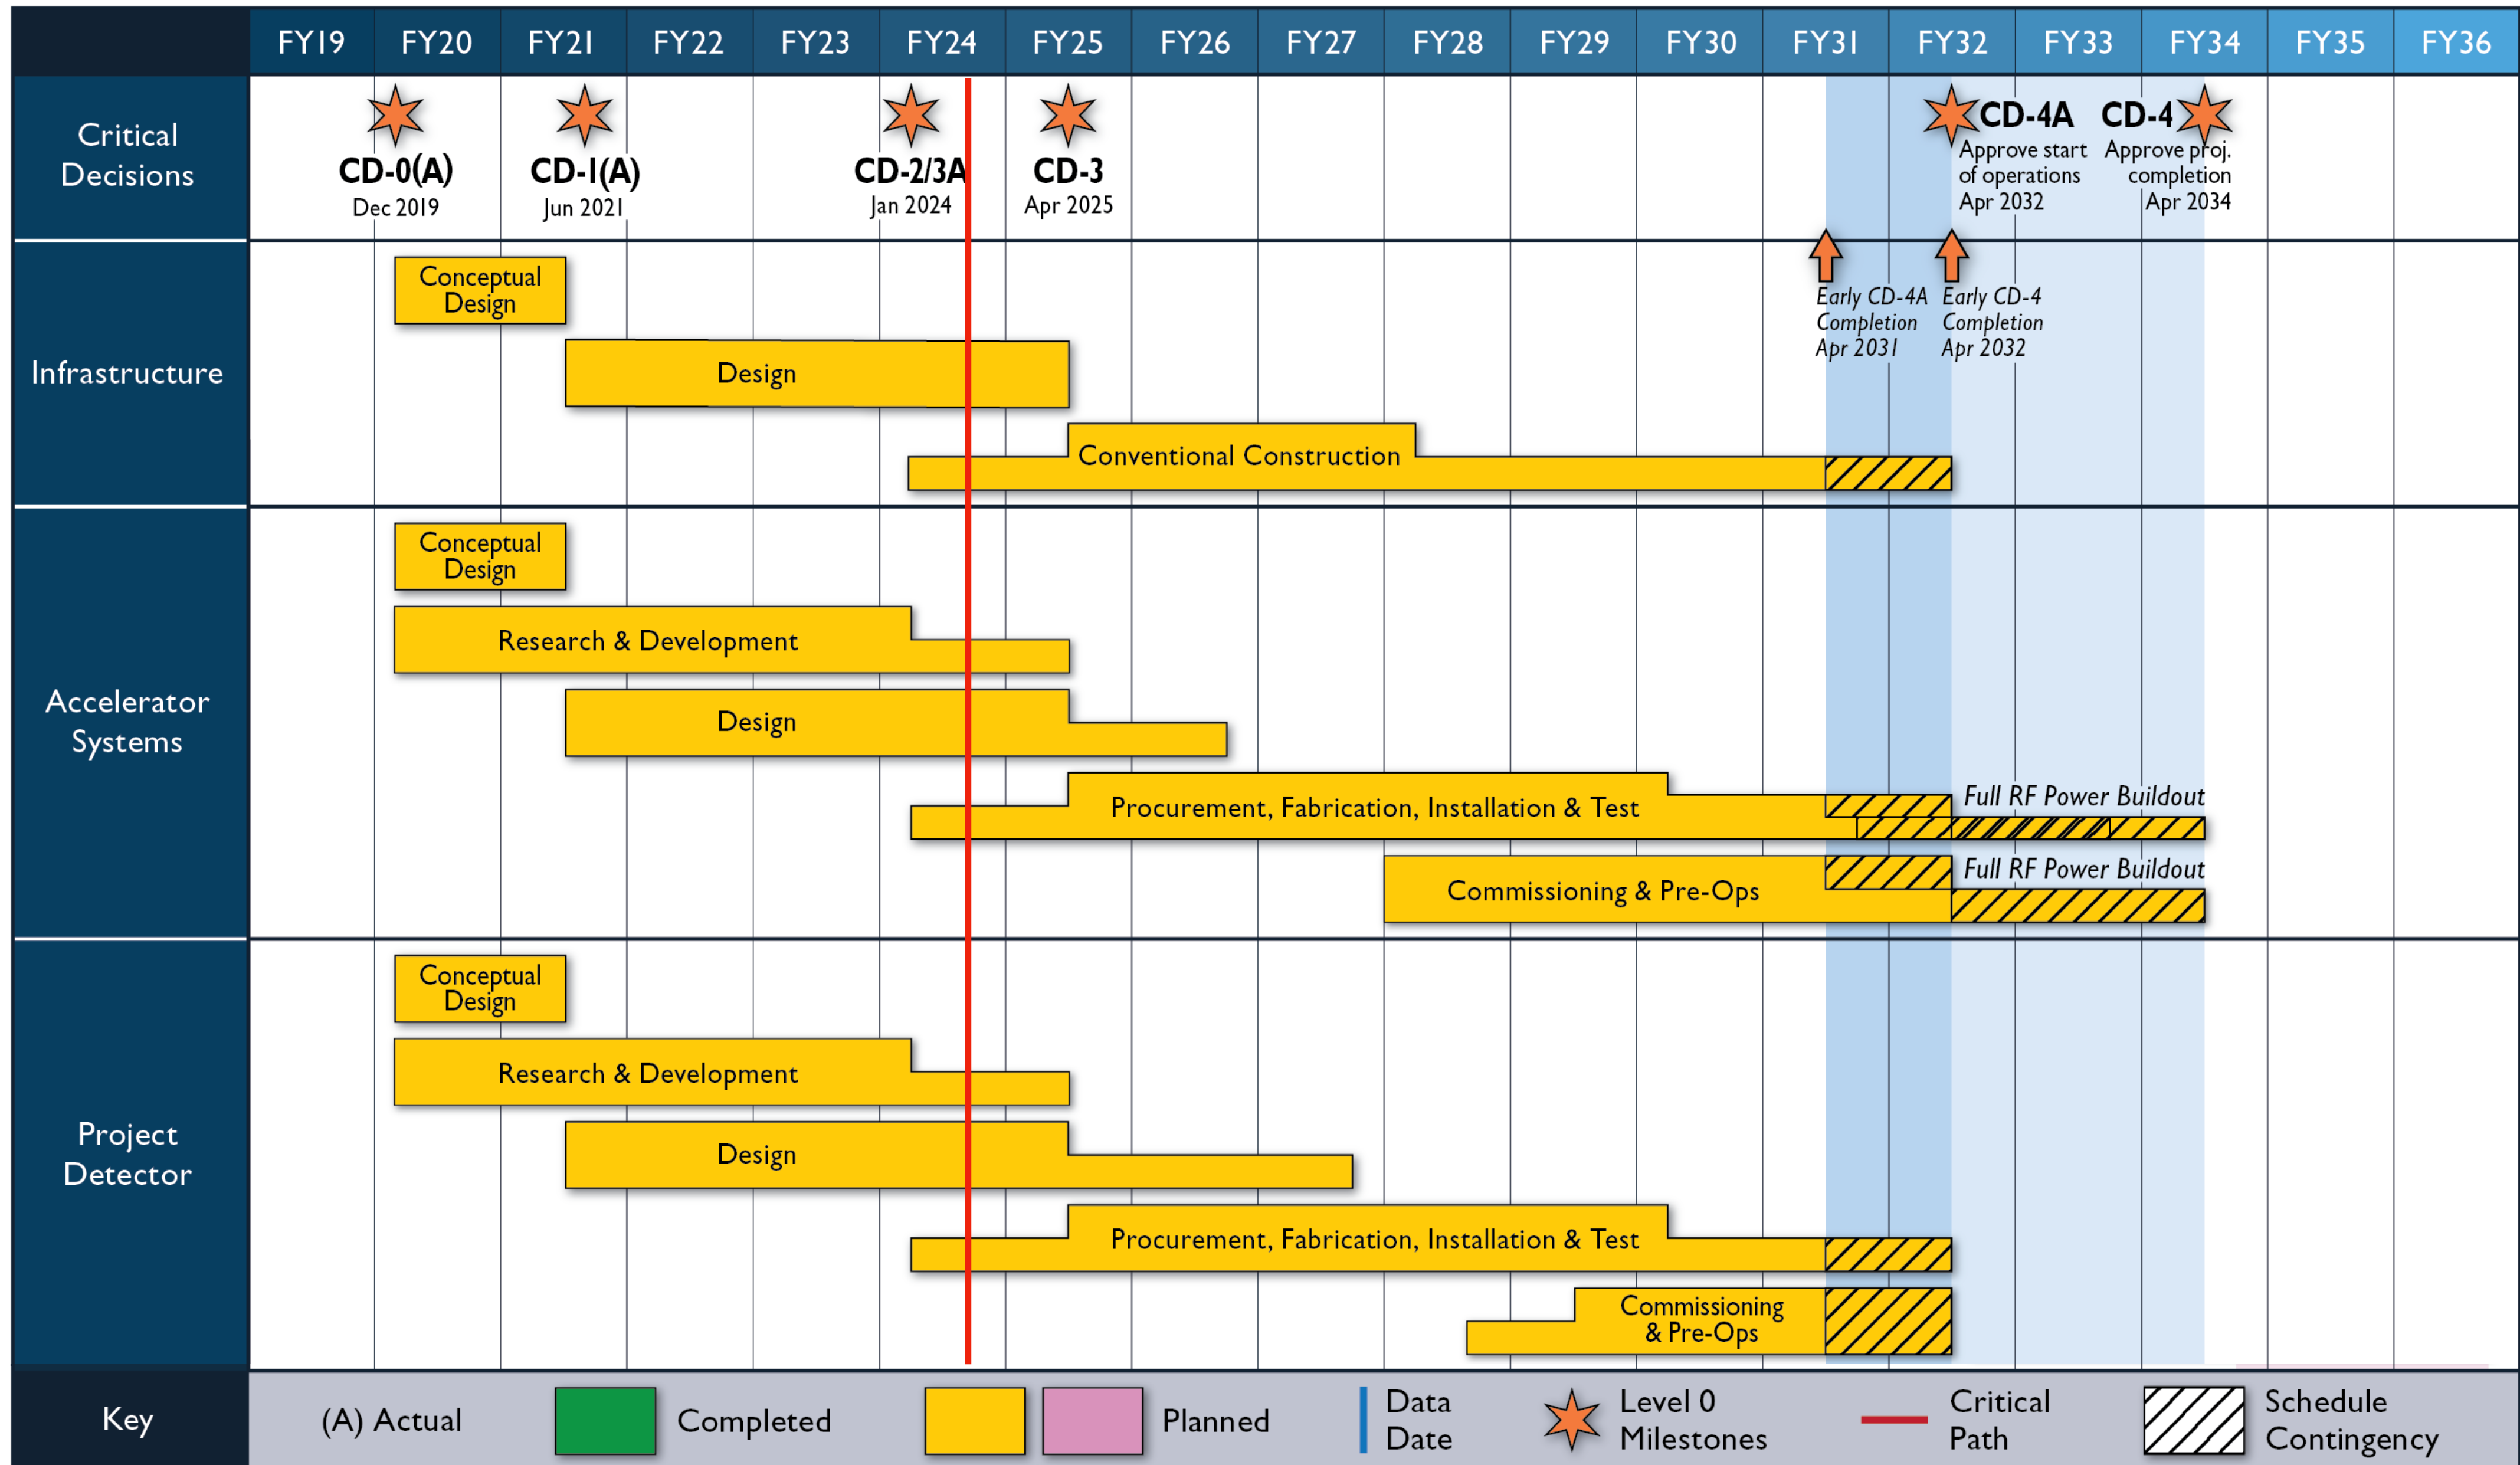 FY19 FY20 FY21 FY22 FY23 FY24 FY25 FY26 FY27 FY28 FY29 FY30 FY31 FY32 FY33 FY34 FY35 FY36
Critical
Decisions
CD-0(A)
Dec 2019
CD-1(A)
Jun 2021
CD-2/3A
Jan 2024
CD-3
Apr 2025
CD-4A
Approve start
of operations
Apr 2032
CD-4
Approve proj.
completion
Apr 2034
Infrastructure
Early CD-4A
Completion
Apr 2031
Early CD-4
Completion
Apr 2032
Conceptual
Design
Design
Conventional Construction
Accelerator
Systems
Conceptual
Design
Research & Development
Design
Procurement, Fabrication, Installation & Test
Full RF Power Buildout
Commissioning & Pre-Ops
Full RF Power Buildout
Project
Detector
Conceptual
Design
Research & Development
Design
Procurement, Fabrication, Installation & Test
Commissioning
& Pre-Ops
Key
(A) Actual
Completed
Planned
Data
Date
Level 0
Milestones
Critical
Path
Schedule
Contingency